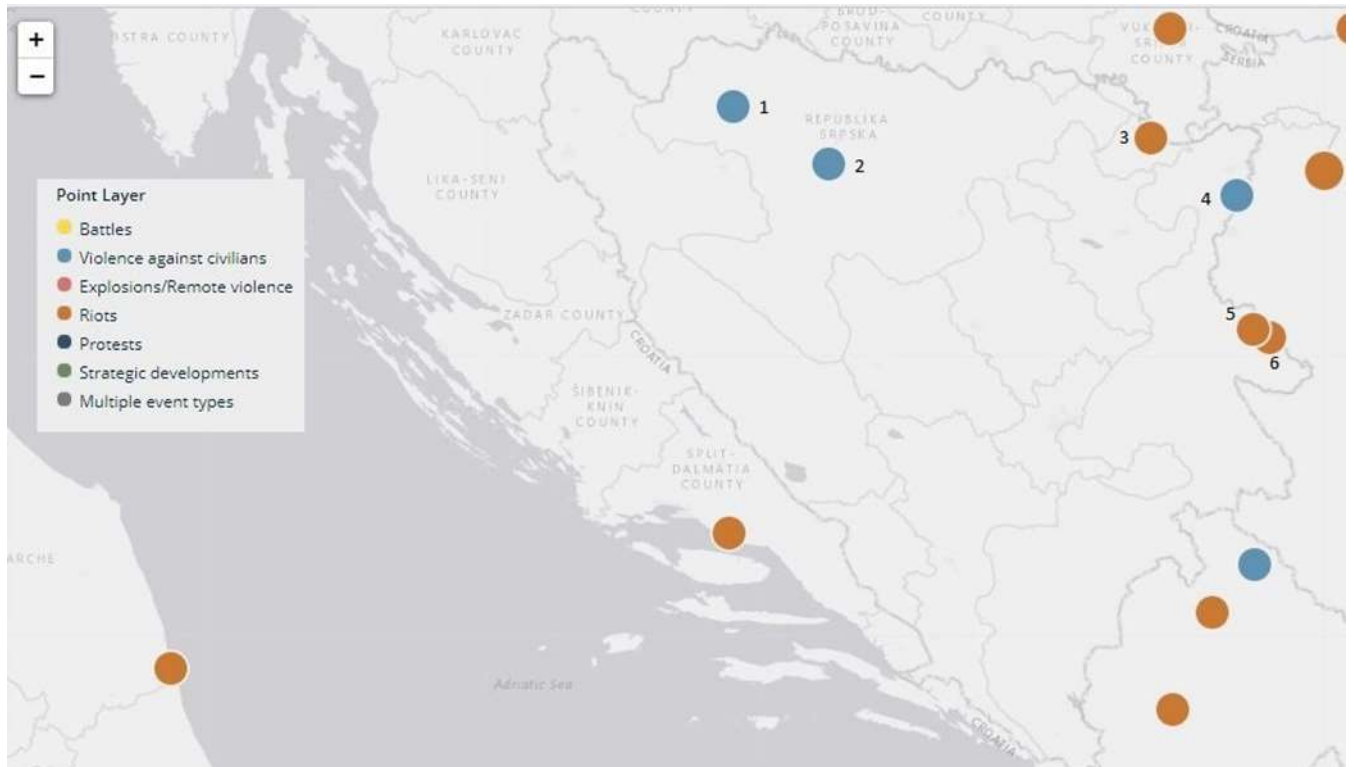 +
−
ISTRA COUNTY
KARLOVAC
COUNTY
COUNTY
BROD-
POSAVINA
COUNTY
COUNTY
COUNTY
CROATIA
SERBIA
1
REPUBLIKA
SRPSKA
2
3
4
LIKA-SENJ
COUNTY
Point Layer
Battles
Violence against civilians
Explosions/Remote violence
Riots
Protests
Strategic developments
Multiple event types
ZADAR COUNTY
CROATIA
5
6
ŠIBENIK-
KNIN
COUNTY
SPLIT-
DALMATIA
COUNTY
ARCHE
Adriatic Sea
CROATIA